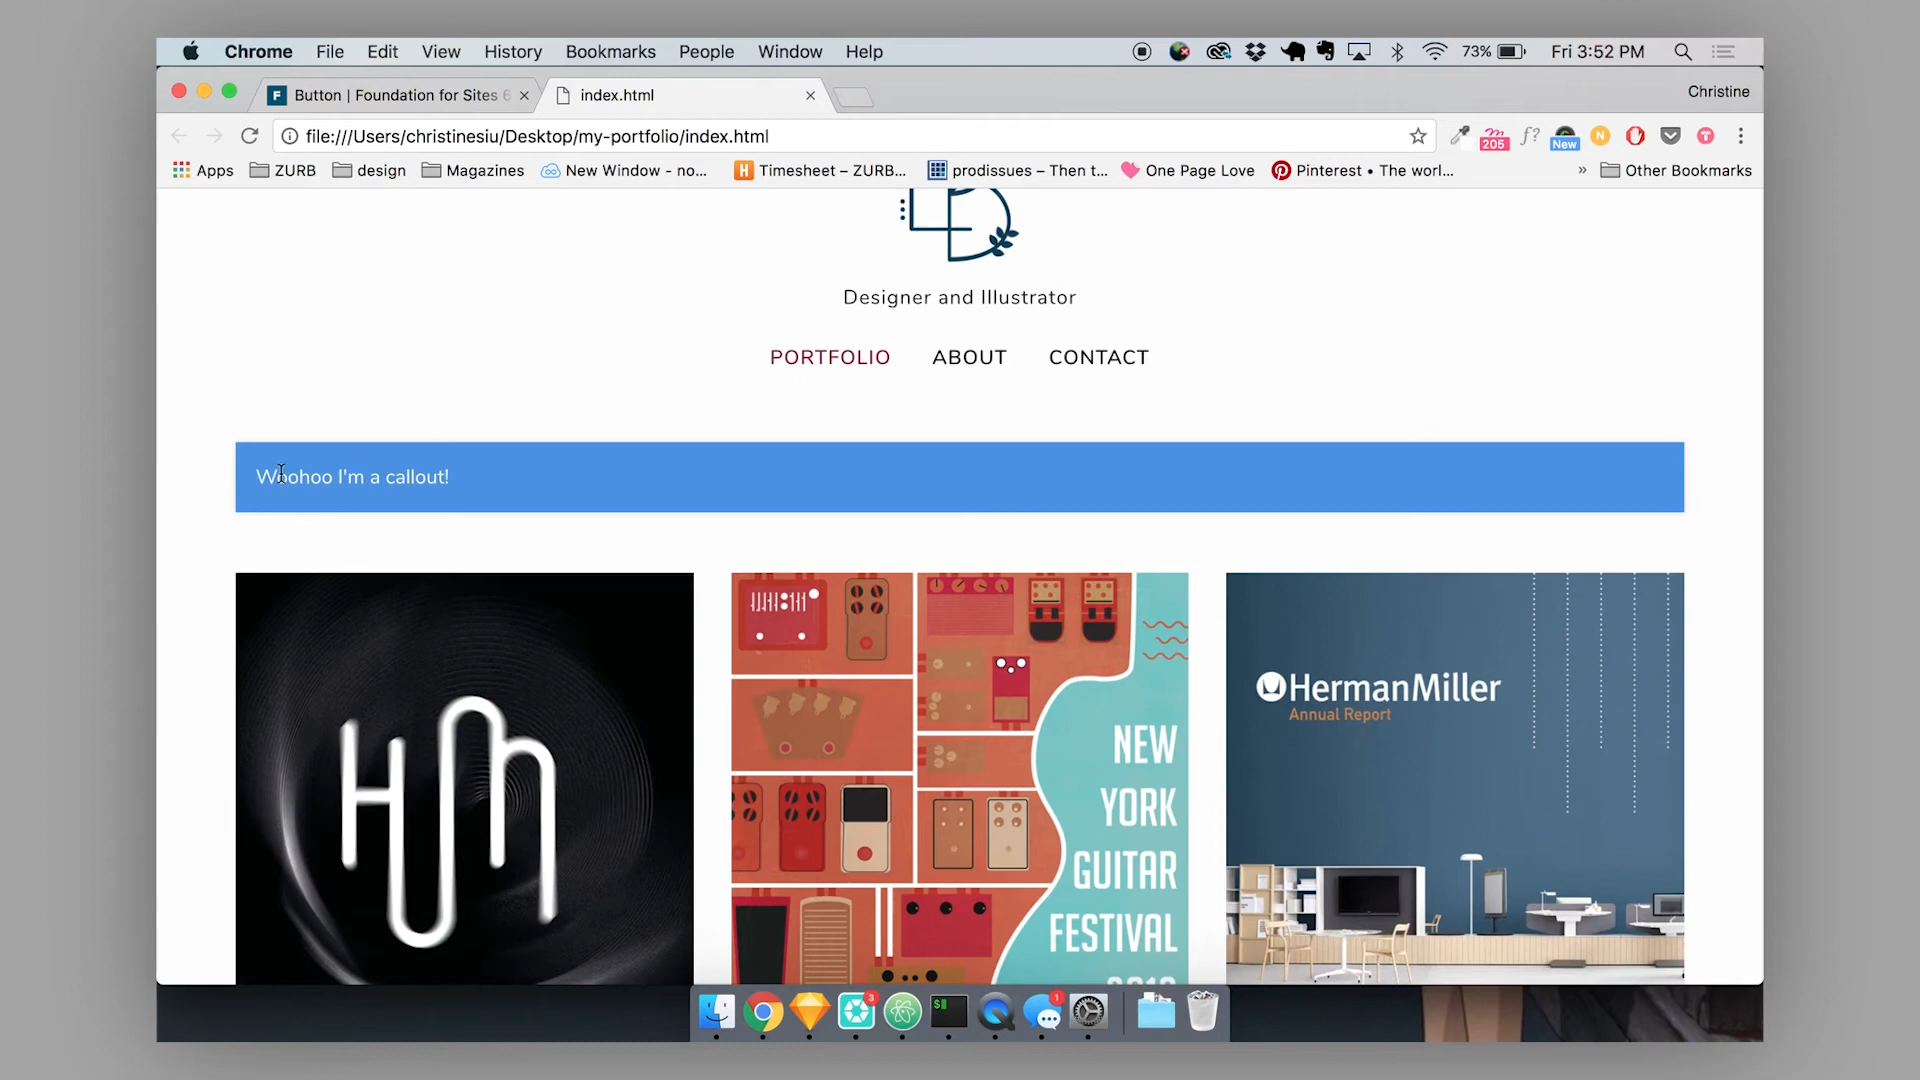 Chrome File Edit View History Bookmarks People Window Help 73% Fri 3:52 PM
Button | Foundation for Sites 6 index.html Christine
file:///Users/christinesiu/Desktop/my-portfolio/index.html 205 f? New N T
Apps ZURB design Magazines New Window - no... H Timesheet – ZURB... prodissues – Then t... One Page Love Pinterest • The worl... » Other Bookmarks
Designer and Illustrator
PORTFOLIO ABOUT CONTACT
Woohoo I'm a callout!
HermanMiller
Annual Report
NEW
YORK
GUITAR
FESTIVAL
3 $ 1